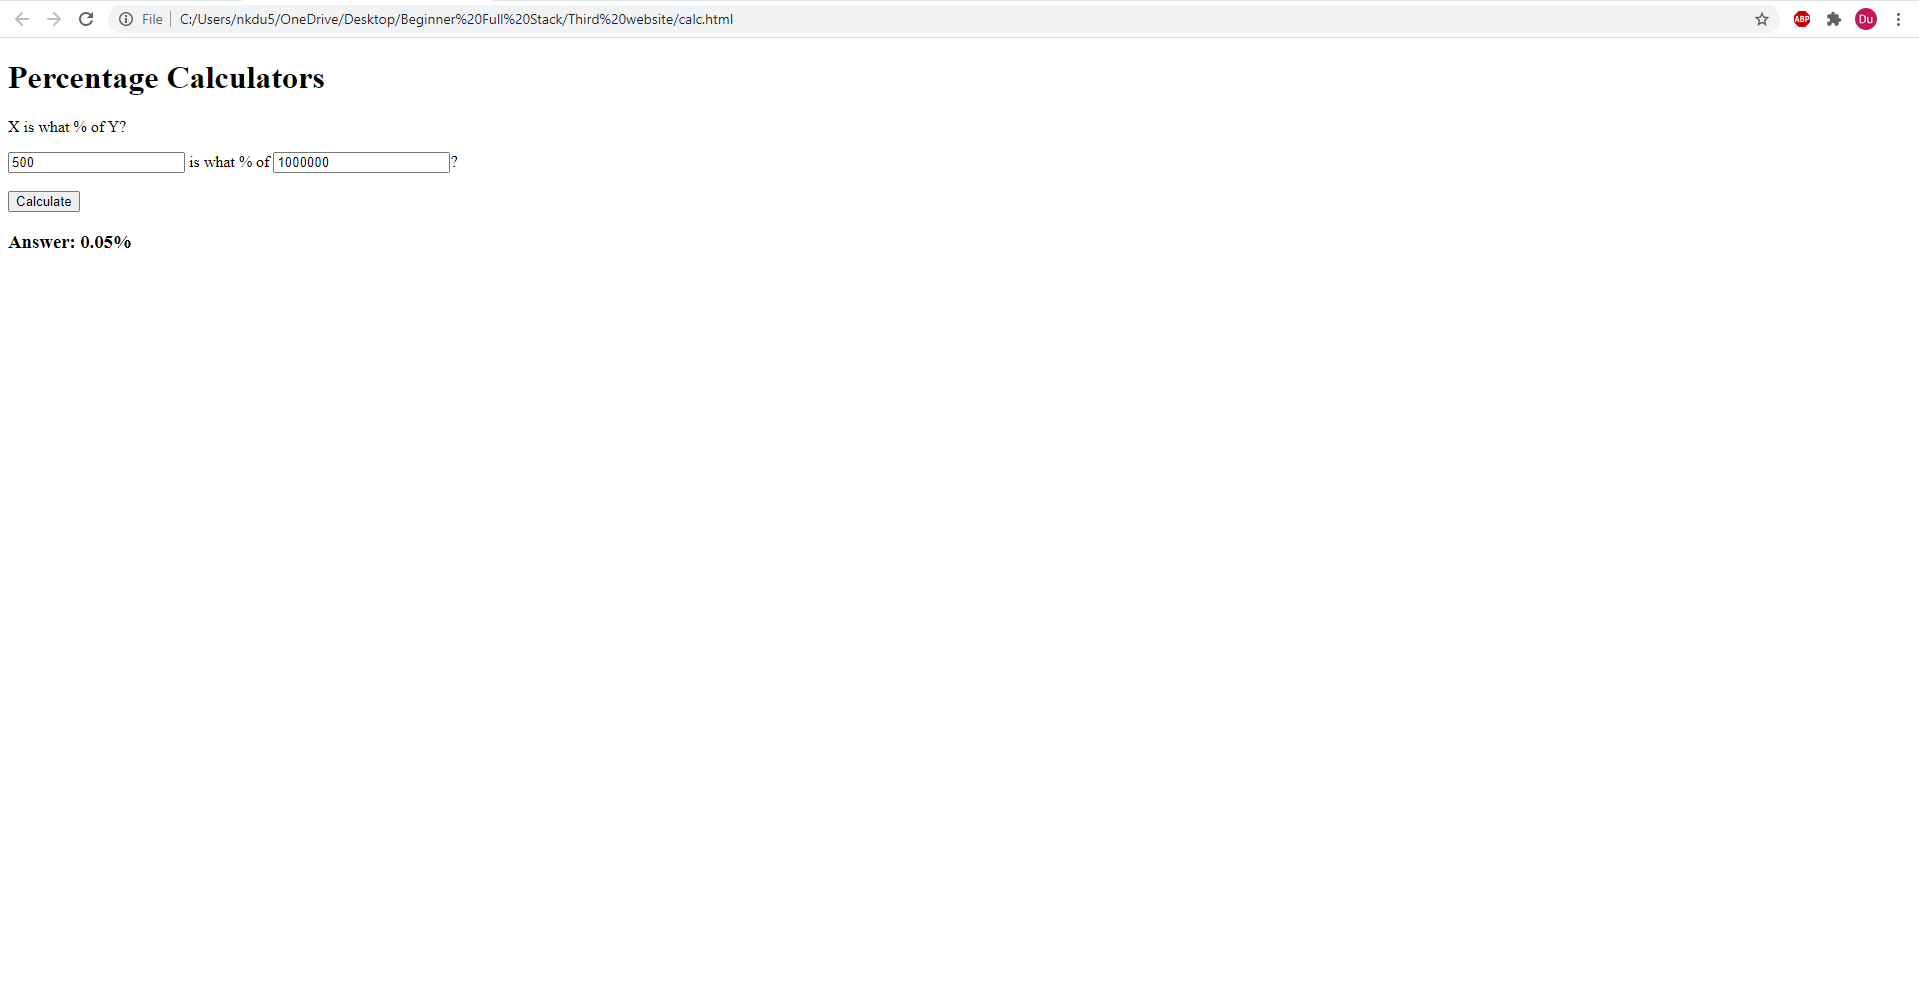 File C:/Users/nkdu5/OneDrive/Desktop/Beginner%20Full%20Stack/Third%20website/calc.html ABP Du
Percentage Calculators
X is what % of Y?
500 is what % of 1000000 ?
Calculate
Answer: 0.05%